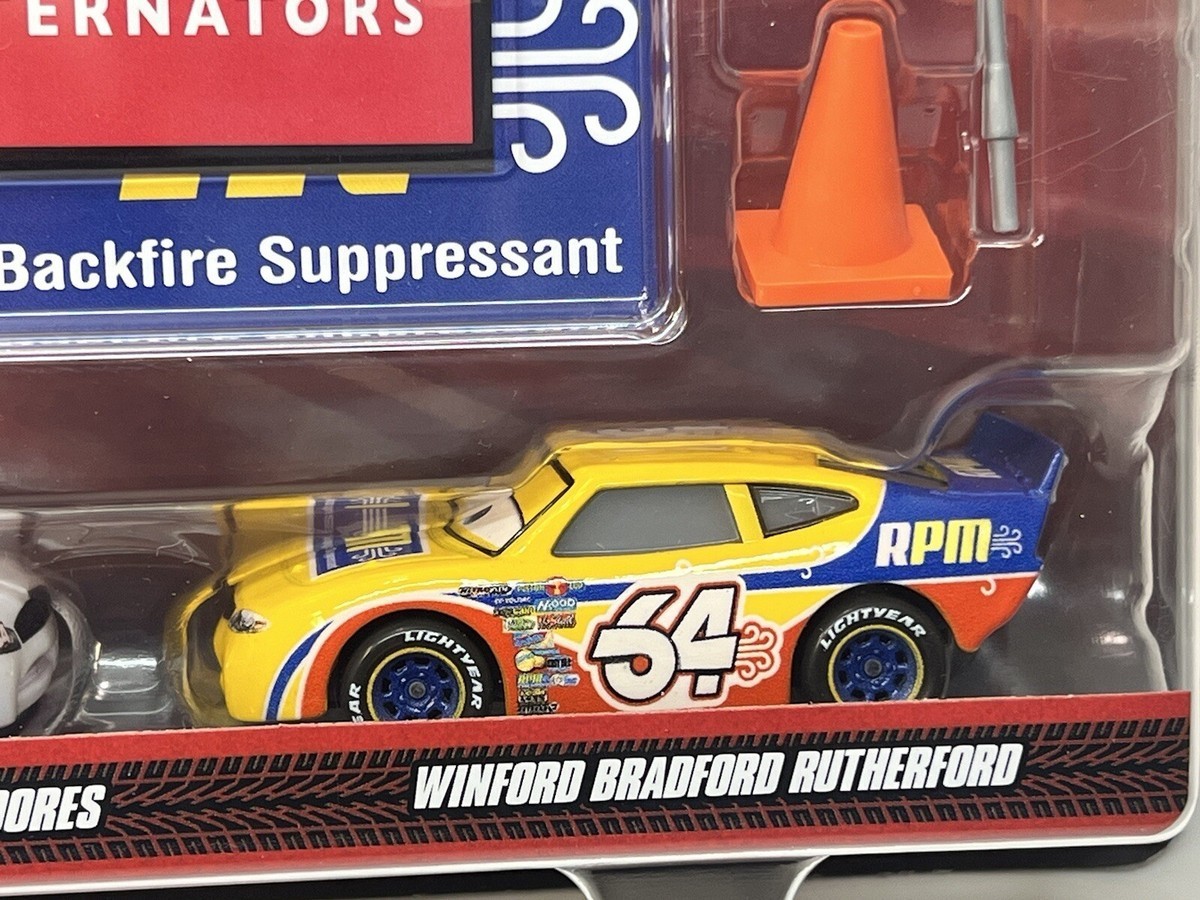 ERNATORS
Backfire Suppressant
RPM
64
LIGHTYEAR
LIGHTYEAR
DORES
WINFORD BRADFORD RUTHERFORD